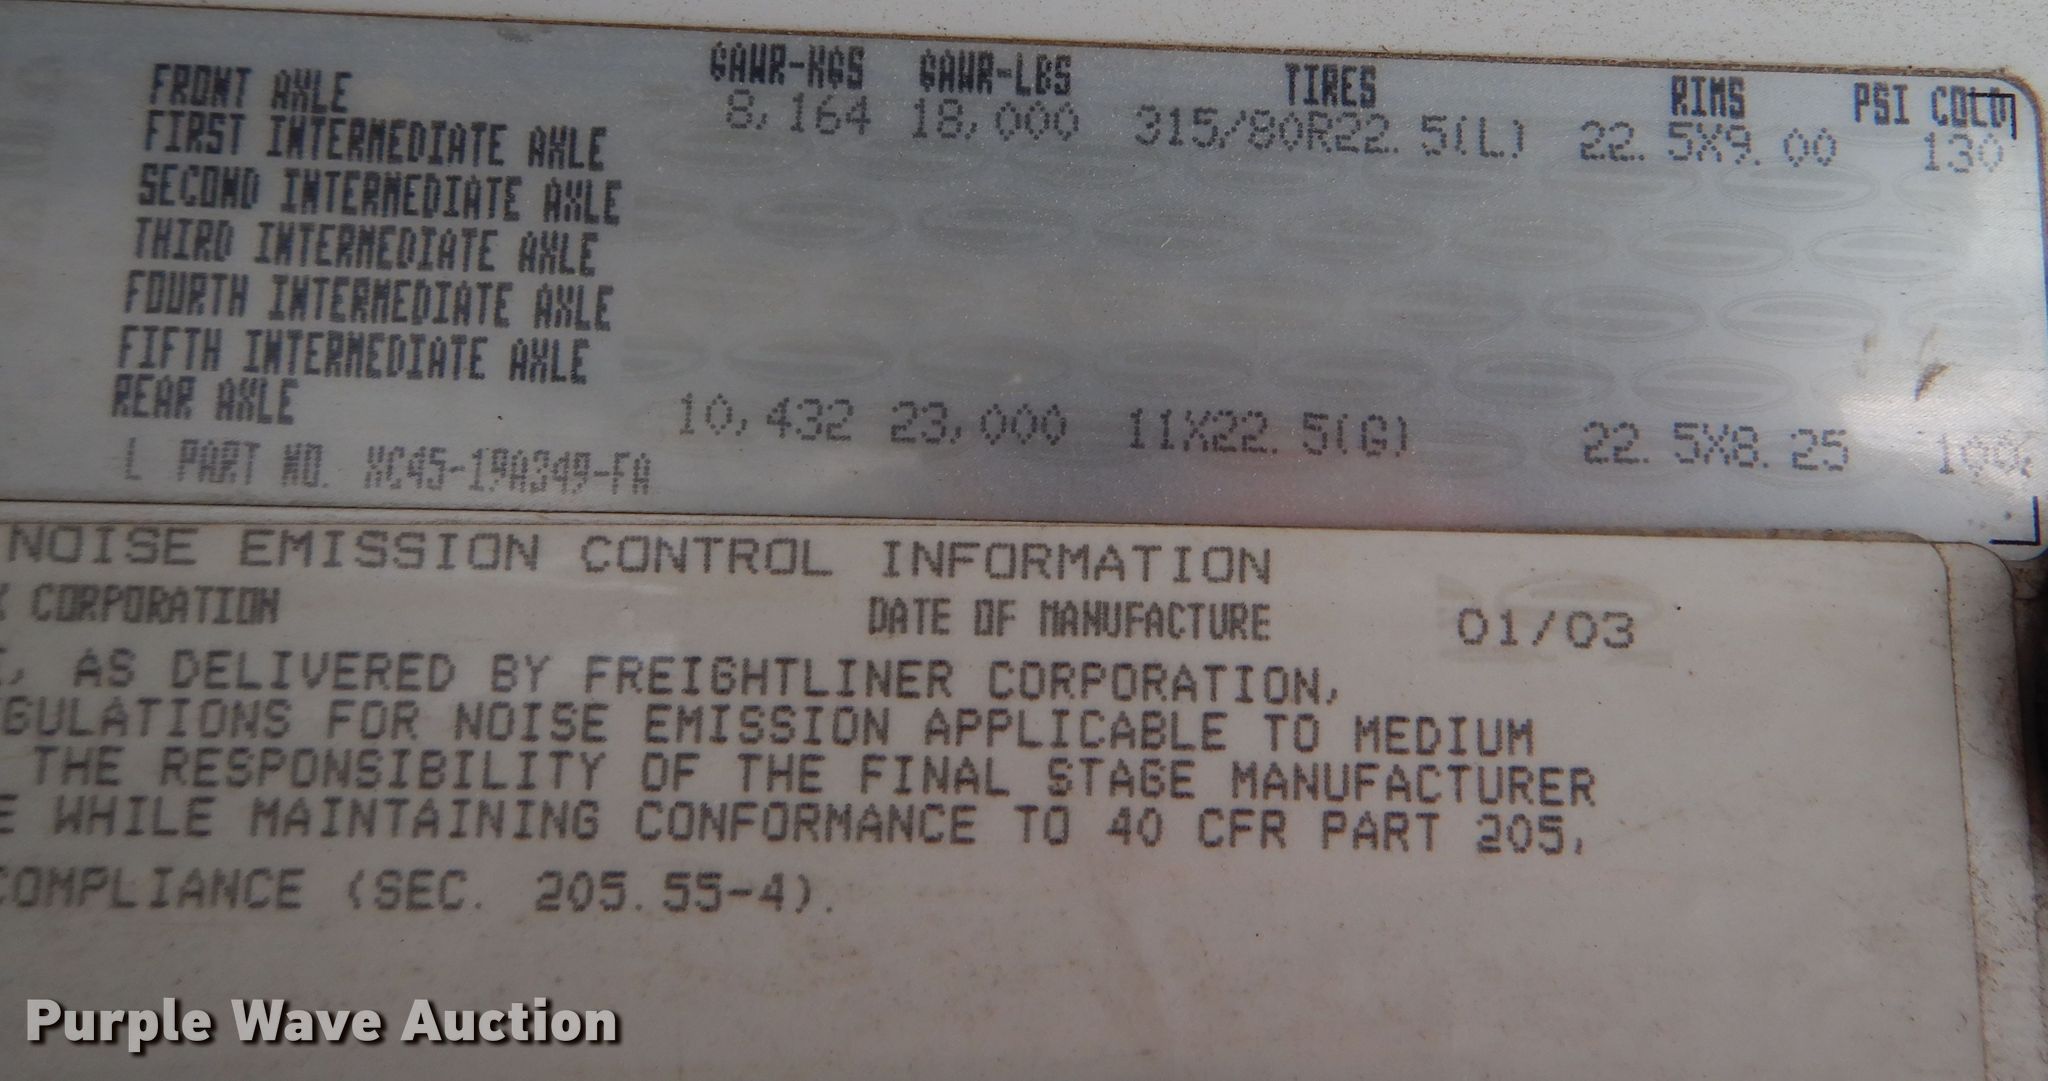 GAWR-KGS GAWR-LBS TIRES RIMS PSI COLD
FRONT AXLE 8,164 18,000 315/80R22.5(L) 22.5X9.00 130
FIRST INTERMEDIATE AXLE
SECOND INTERMEDIATE AXLE
THIRD INTERMEDIATE AXLE
FOURTH INTERMEDIATE AXLE
FIFTH INTERMEDIATE AXLE
REAR AXLE 10,432 23,000 11X22.5(G) 22.5X8.25 100
L PART NO. XC45-19A349-FA
NOISE EMISSION CONTROL INFORMATION
CORPORATION DATE OF MANUFACTURE 01/03
, AS DELIVERED BY FREIGHTLINER CORPORATION,
GULATIONS FOR NOISE EMISSION APPLICABLE TO MEDIUM
THE RESPONSIBILITY OF THE FINAL STAGE MANUFACTURER
E WHILE MAINTAINING CONFORMANCE TO 40 CFR PART 205,
COMPLIANCE (SEC. 205.55-4).
Purple Wave Auction